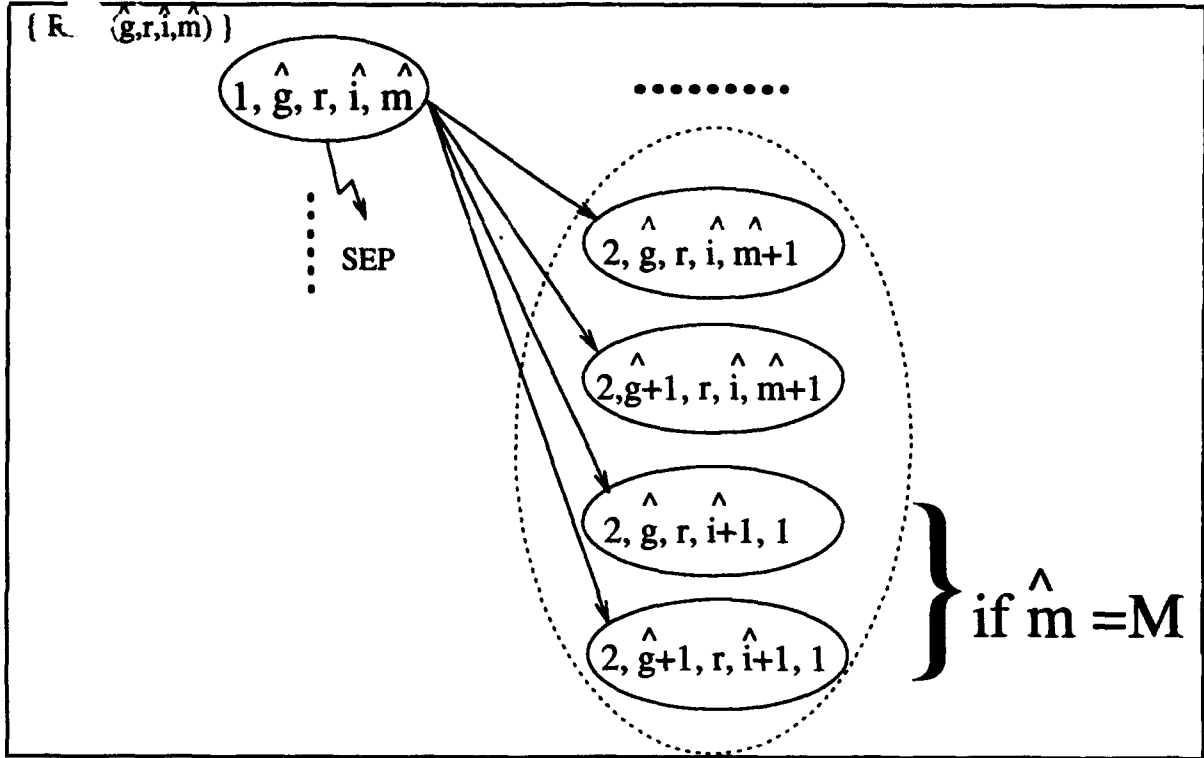 { R (ĝ,r,î,m̂) }
1, ĝ, r, î, m̂
SEP
2, ĝ, r, î, m̂+1
2,ĝ+1, r, î, m̂+1
2, ĝ, r, î+1, 1
2, ĝ+1, r, î+1, 1
if m̂ =M